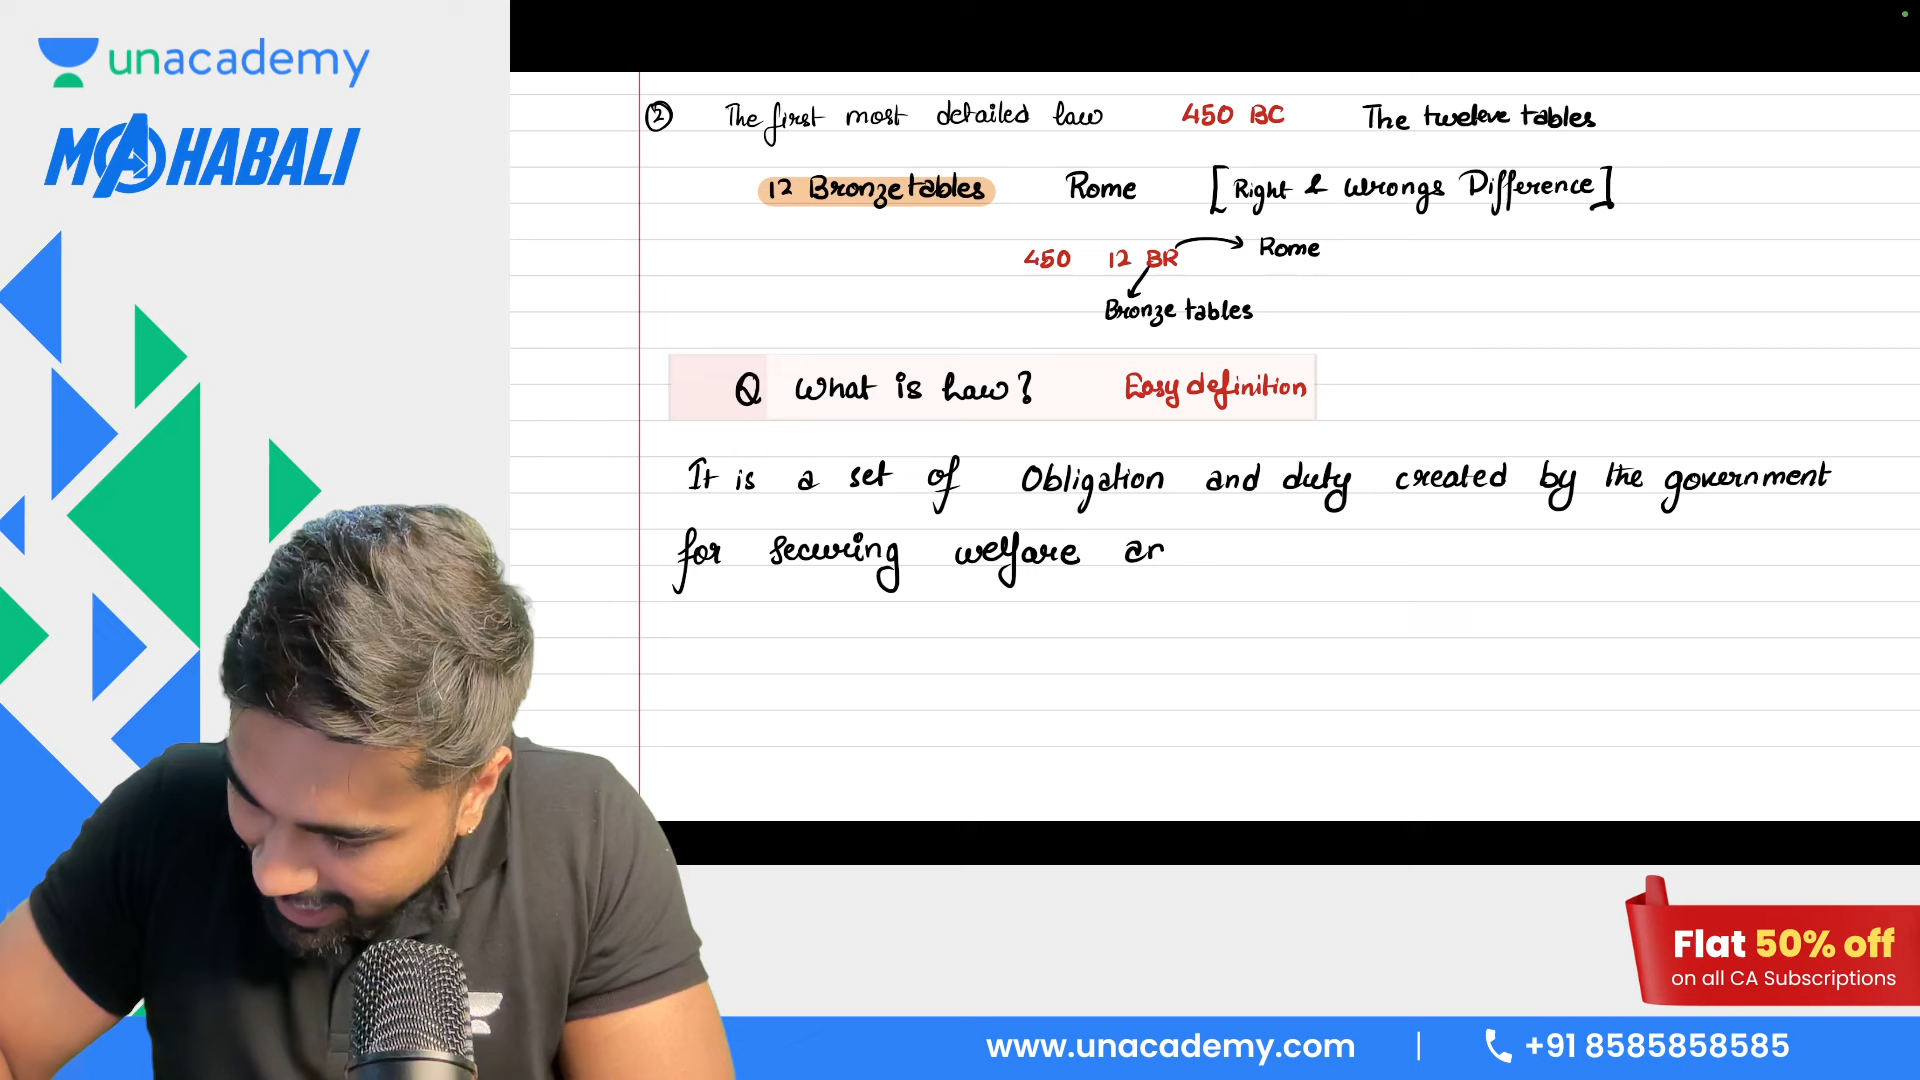 unacademy
MAHABALI
② The first most detailed law 450 BC The twelve tables
12 Bronze tables Rome [Right & wrongs Difference]
450 12 BR Rome
Bronze tables
Q What is Law? Easy definition
It is a set of Obligation and duty created by the government
for securing welfare an
Flat 50% off
on all CA Subscriptions
www.unacademy.com | +91 8585858585